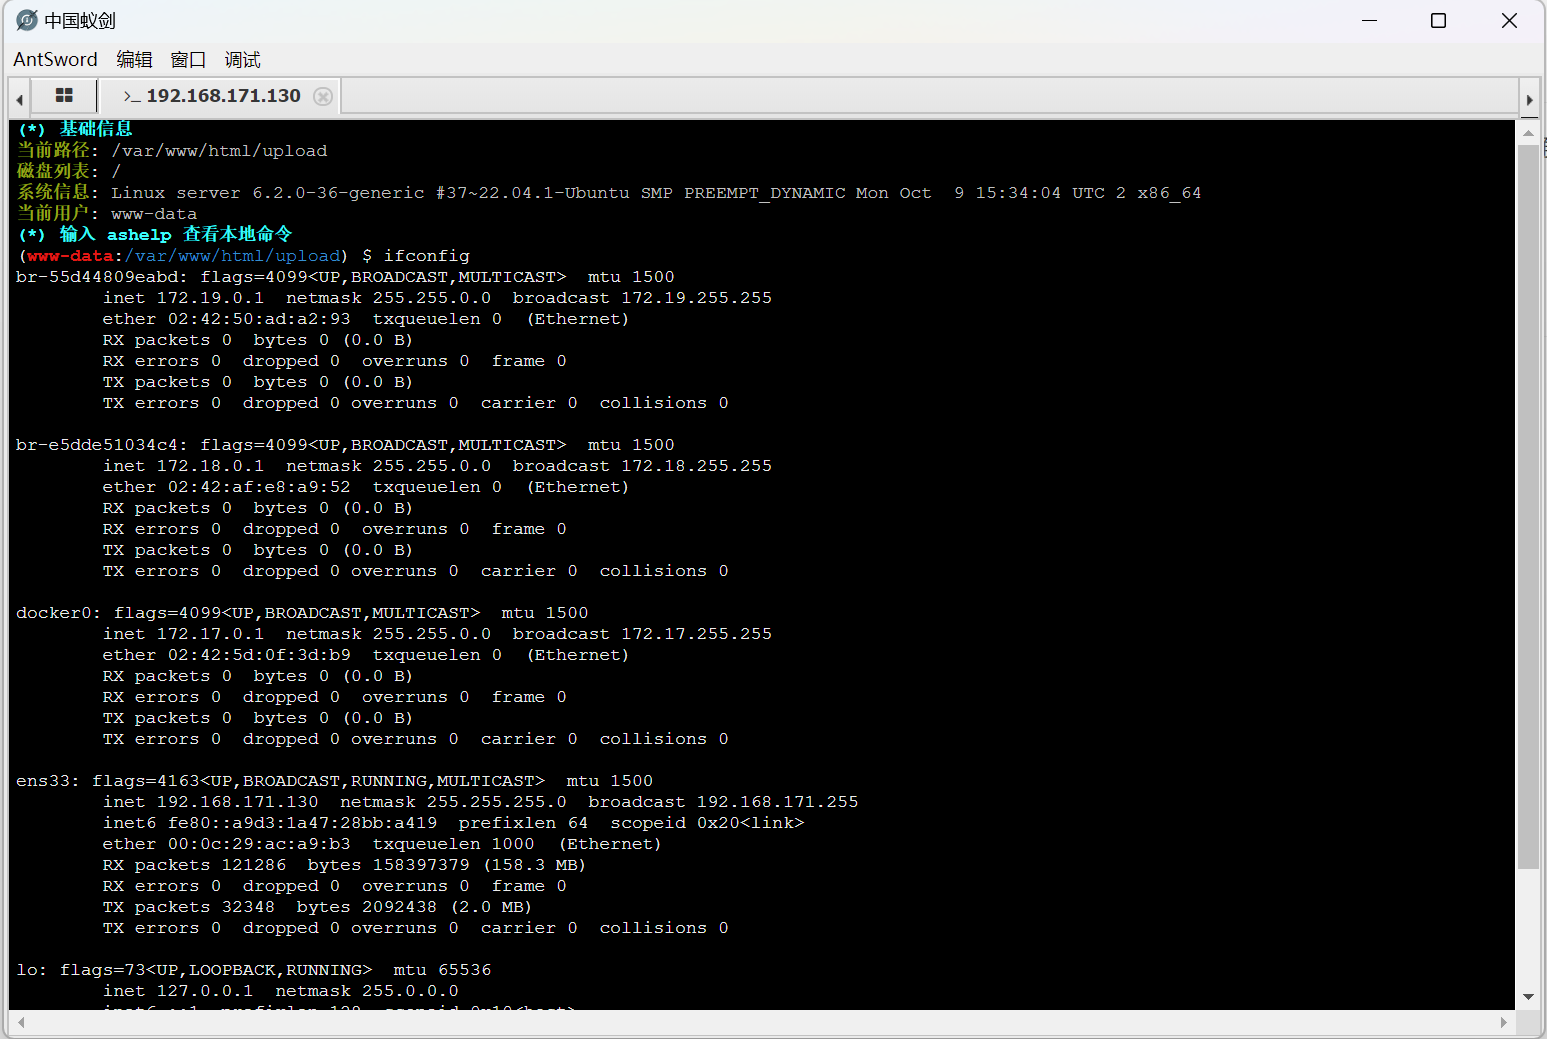 中国蚁剑
AntSword 编辑 窗口 调试
>_ 192.168.171.130
(*) 基础信息
当前路径: /var/www/html/upload
磁盘列表: /
系统信息: Linux server 6.2.0-36-generic #37~22.04.1-Ubuntu SMP PREEMPT_DYNAMIC Mon Oct  9 15:34:04 UTC 2 x86_64
当前用户: www-data
(*) 输入 ashelp 查看本地命令
(www-data:/var/www/html/upload) $ ifconfig
br-55d44809eabd: flags=4099<UP,BROADCAST,MULTICAST>  mtu 1500
        inet 172.19.0.1  netmask 255.255.0.0  broadcast 172.19.255.255
        ether 02:42:50:ad:a2:93  txqueuelen 0  (Ethernet)
        RX packets 0  bytes 0 (0.0 B)
        RX errors 0  dropped 0  overruns 0  frame 0
        TX packets 0  bytes 0 (0.0 B)
        TX errors 0  dropped 0 overruns 0  carrier 0  collisions 0
br-e5dde51034c4: flags=4099<UP,BROADCAST,MULTICAST>  mtu 1500
        inet 172.18.0.1  netmask 255.255.0.0  broadcast 172.18.255.255
        ether 02:42:af:e8:a9:52  txqueuelen 0  (Ethernet)
        RX packets 0  bytes 0 (0.0 B)
        RX errors 0  dropped 0  overruns 0  frame 0
        TX packets 0  bytes 0 (0.0 B)
        TX errors 0  dropped 0 overruns 0  carrier 0  collisions 0
docker0: flags=4099<UP,BROADCAST,MULTICAST>  mtu 1500
        inet 172.17.0.1  netmask 255.255.0.0  broadcast 172.17.255.255
        ether 02:42:5d:0f:3d:b9  txqueuelen 0  (Ethernet)
        RX packets 0  bytes 0 (0.0 B)
        RX errors 0  dropped 0  overruns 0  frame 0
        TX packets 0  bytes 0 (0.0 B)
        TX errors 0  dropped 0 overruns 0  carrier 0  collisions 0
ens33: flags=4163<UP,BROADCAST,RUNNING,MULTICAST>  mtu 1500
        inet 192.168.171.130  netmask 255.255.255.0  broadcast 192.168.171.255
        inet6 fe80::a9d3:1a47:28bb:a419  prefixlen 64  scopeid 0x20<link>
        ether 00:0c:29:ac:a9:b3  txqueuelen 1000  (Ethernet)
        RX packets 121286  bytes 158397379 (158.3 MB)
        RX errors 0  dropped 0  overruns 0  frame 0
        TX packets 32348  bytes 2092438 (2.0 MB)
        TX errors 0  dropped 0 overruns 0  carrier 0  collisions 0
lo: flags=73<UP,LOOPBACK,RUNNING>  mtu 65536
        inet 127.0.0.1  netmask 255.0.0.0